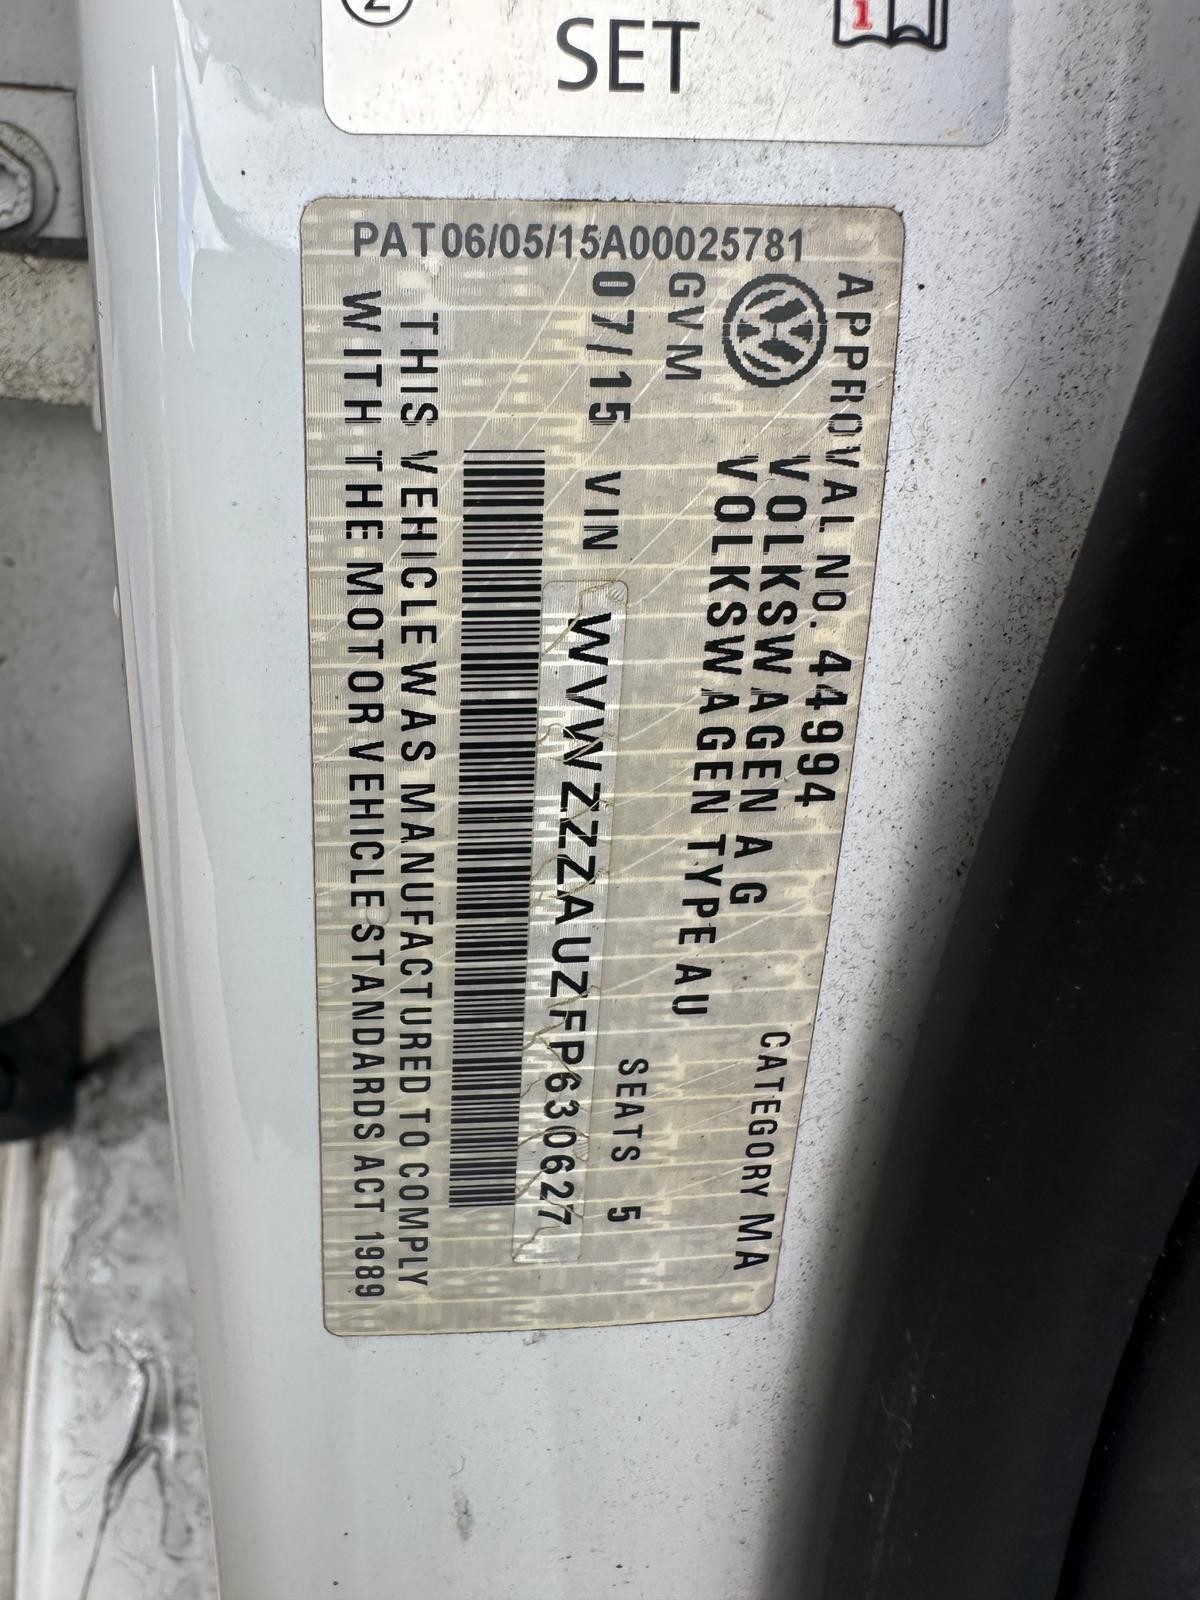 2
SET
i
PAT06/05/15A00025781
APPROVAL NO. 44994
VOLKSWAGEN AG CATEGORY MA
VOLKSWAGEN TYPE AU
GVM SEATS 5
07/15 VIN WVWZZZAUZFP630627
THIS VEHICLE WAS MANUFACTURED TO COMPLY
WITH THE MOTOR VEHICLE STANDARDS ACT 1989